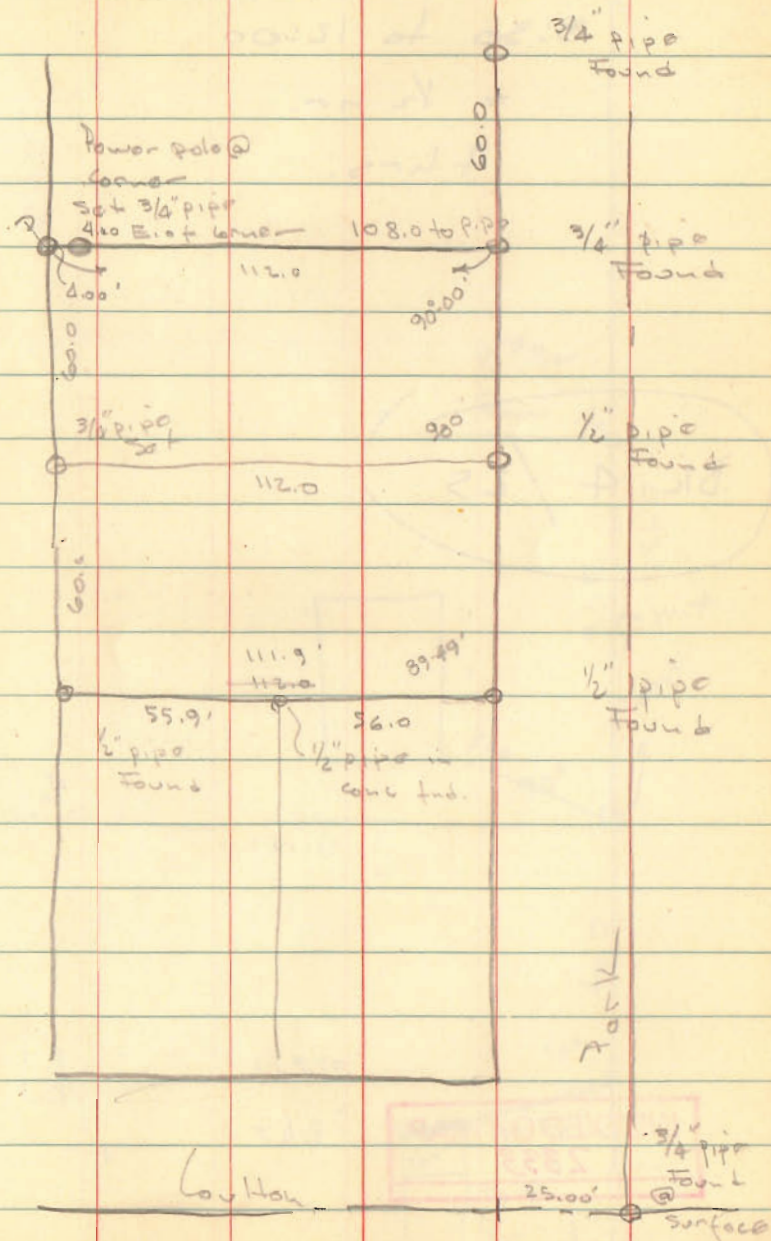 3/4" pipe
Found
60.0
Power pole @
corner
Set 3/4" pipe
4.00 E. of corner
108.0 to pipe
3/4" pipe
Found
4.00'
112.0
90°00'
60.0
3/4" pipe
Set
90°
1/2" pipe
Found
112.0
60.0
111.9'
112.0
89-49'
1/2" pipe
Found
55.9'
56.0
1/2" pipe
Found
1/2" pipe in
conc fnd.
3/4" pipe
Found
@
Surface
25.00'